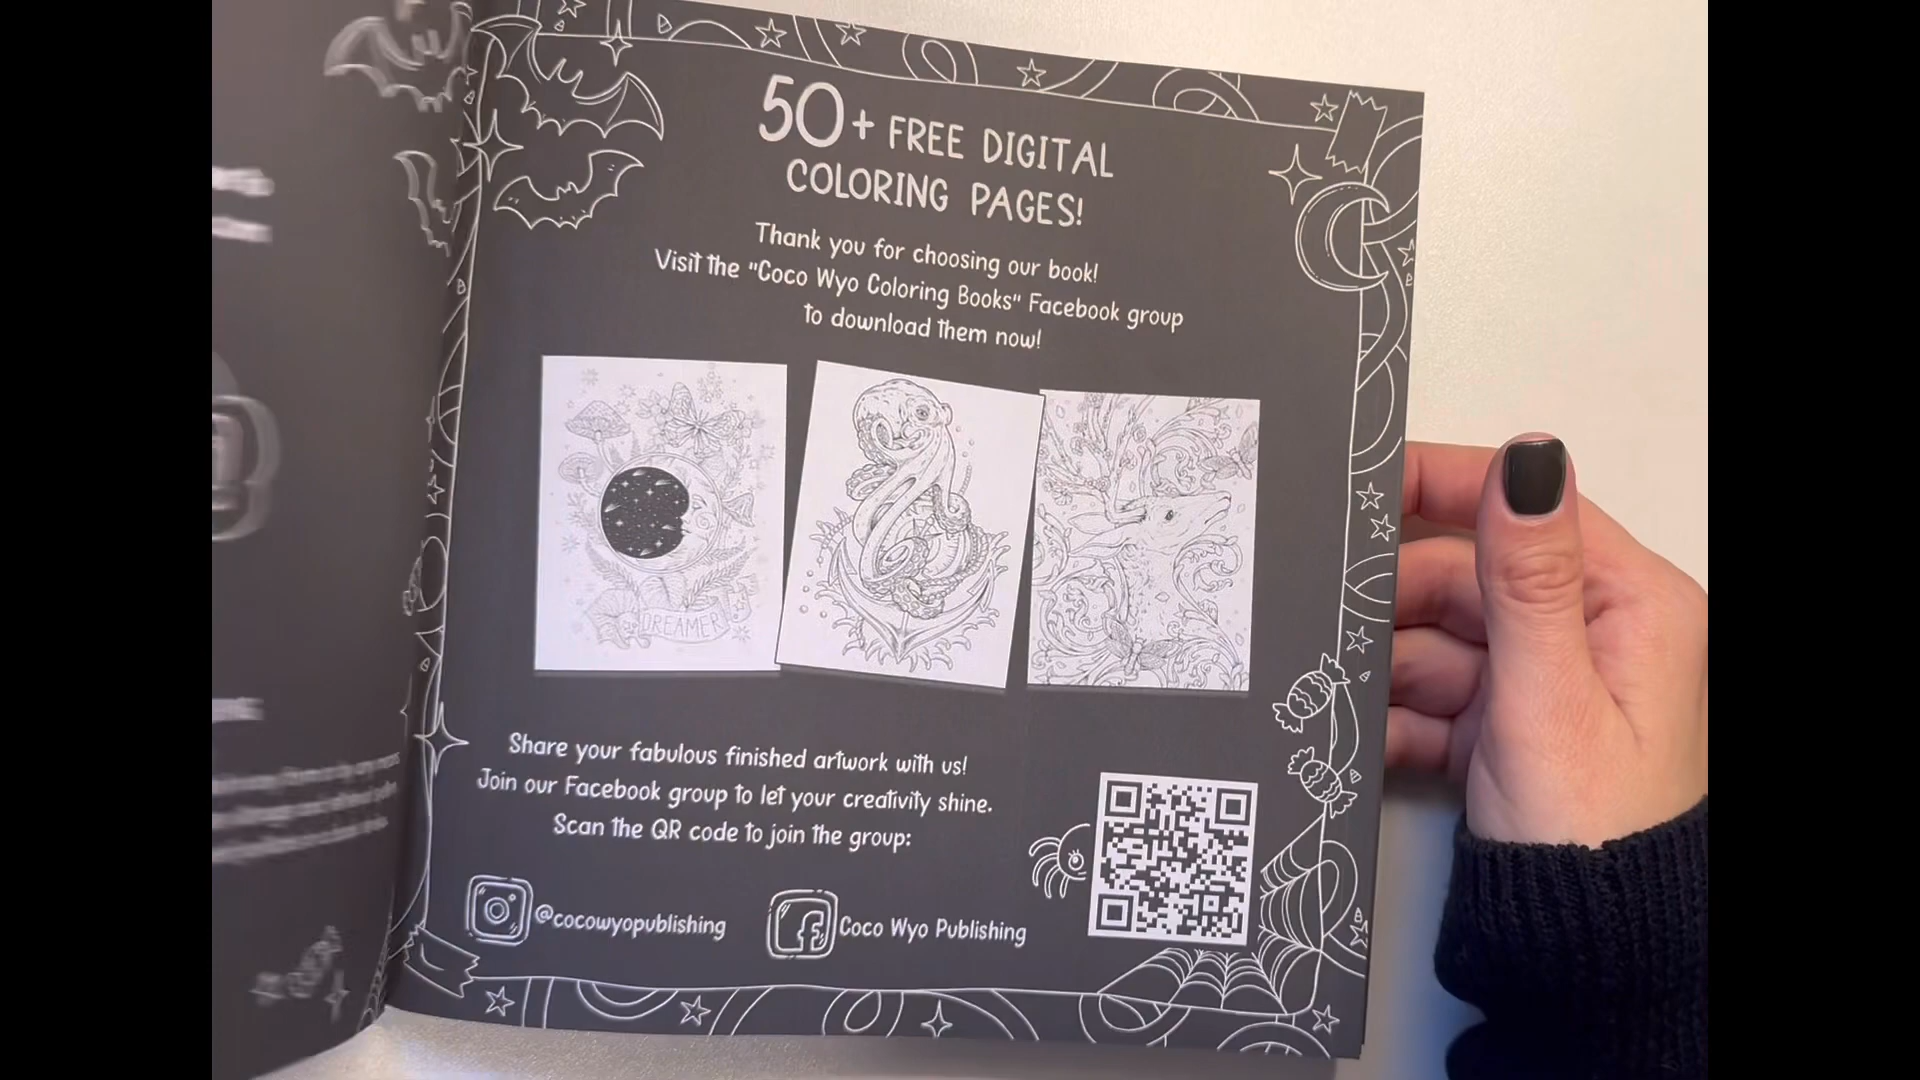 50+ FREE DIGITAL
COLORING PAGES!
Thank you for choosing our book!
Visit the "Coco Wyo Coloring Books" Facebook group
to download them now!
DREAMER
Share your fabulous finished artwork with us!
Join our Facebook group to let your creativity shine.
Scan the QR code to join the group:
@cocowyopublishing
Coco Wyo Publishing